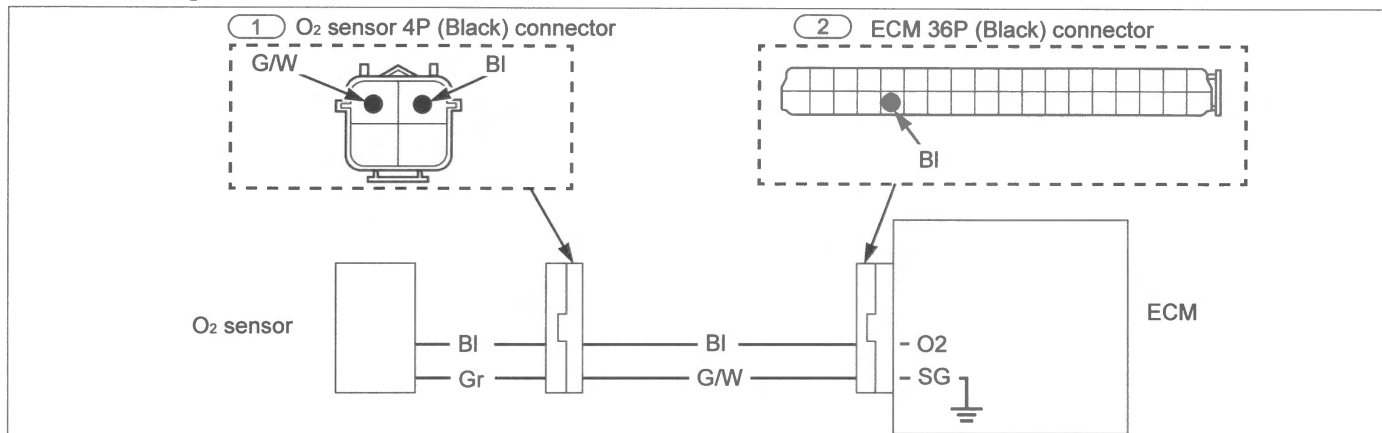 1 O2 sensor 4P (Black) connector
2 ECM 36P (Black) connector
G/W
Bl
Bl
O2 sensor
Bl
Bl
O2
ECM
Gr
G/W
SG